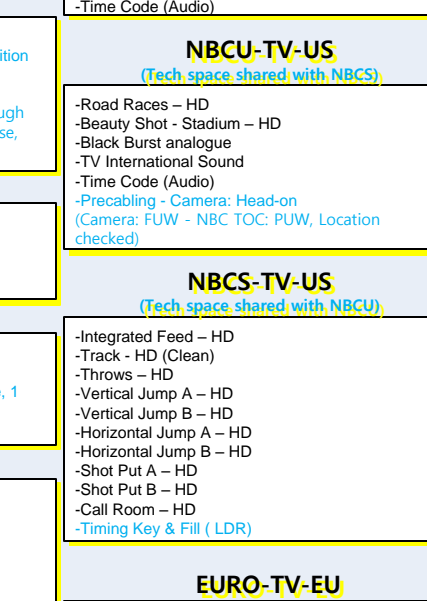 -Time Code (Audio)
ition
ugh
se,
, 1
NBCU-TV-US
(Tech space shared with NBCS)
-Road Races – HD
-Beauty Shot - Stadium – HD
-Black Burst analogue
-TV International Sound
-Time Code (Audio)
-Precabling - Camera: Head-on
(Camera: FUW - NBC TOC: PUW, Location
checked)
NBCS-TV-US
(Tech space shared with NBCU)
-Integrated Feed – HD
-Track - HD (Clean)
-Throws – HD
-Vertical Jump A – HD
-Vertical Jump B – HD
-Horizontal Jump A – HD
-Horizontal Jump B – HD
-Shot Put A – HD
-Shot Put B – HD
-Call Room – HD
-Timing Key & Fill ( LDR)
EURO-TV-EU